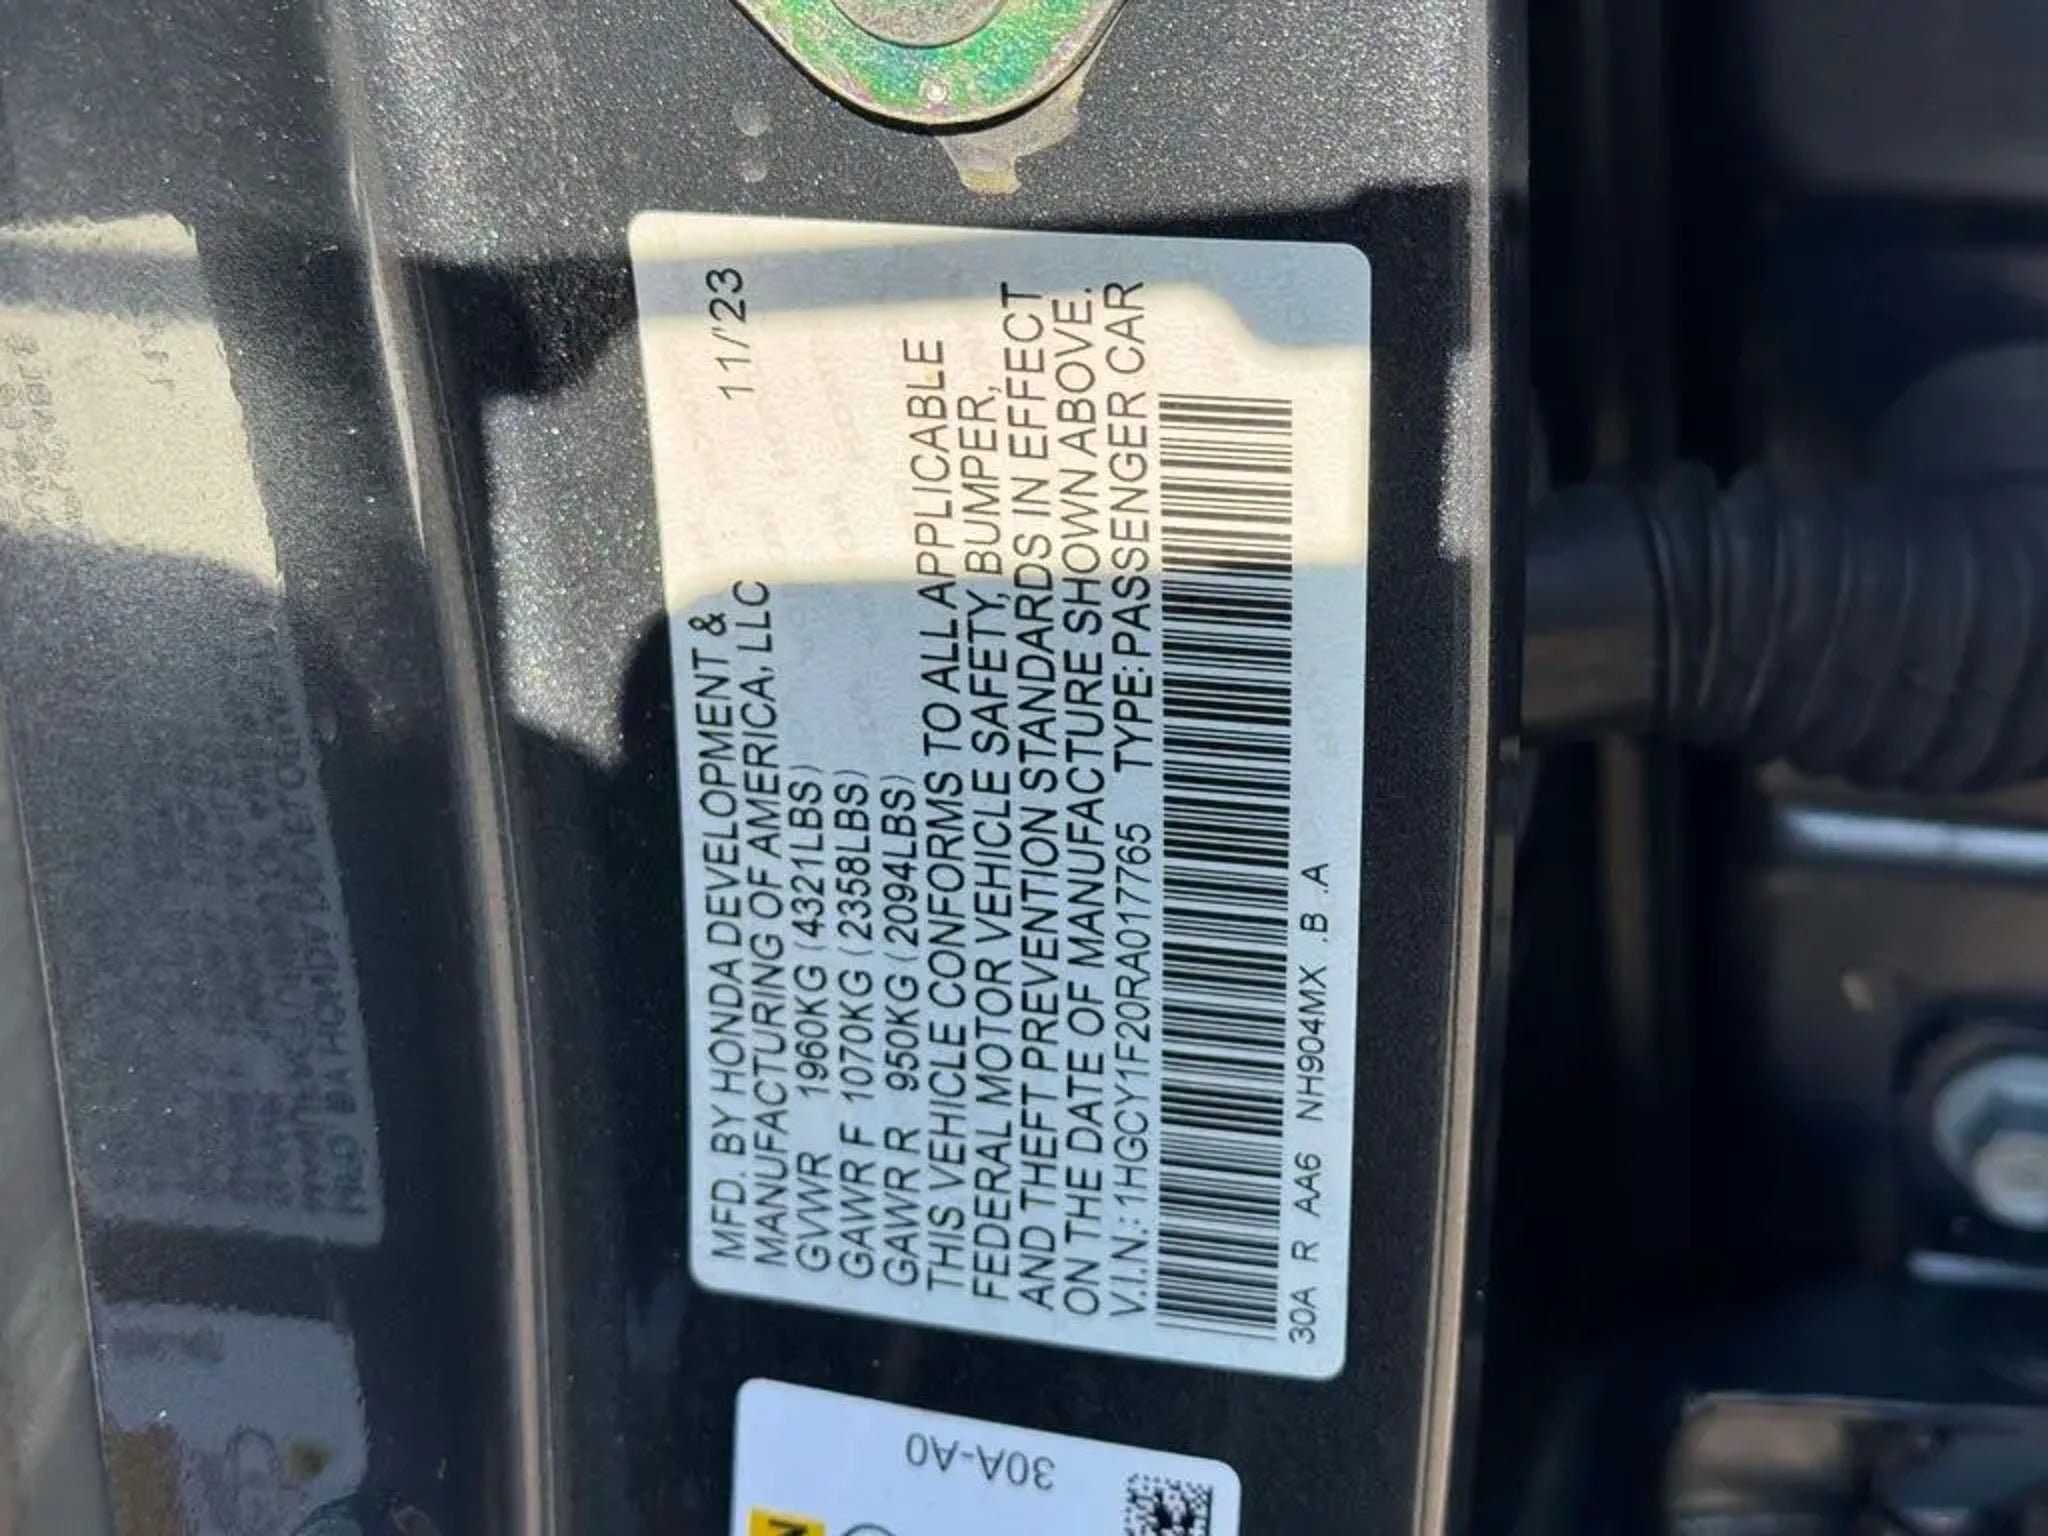 MFD. BY HONDA DEVELOPMENT &
MANUFACTURING OF AMERICA, LLC 11/'23
GVWR 1960KG (4321LBS)
GAWR F 1070KG (2358LBS)
GAWR R 950KG (2094LBS)
THIS VEHICLE CONFORMS TO ALL APPLICABLE
FEDERAL MOTOR VEHICLE SAFETY, BUMPER,
AND THEFT PREVENTION STANDARDS IN EFFECT
ON THE DATE OF MANUFACTURE SHOWN ABOVE.
V.I.N.: 1HGCY1F20RA017765 TYPE: PASSENGER CAR
30A R AA6 NH904MX .B .A
30A-A0